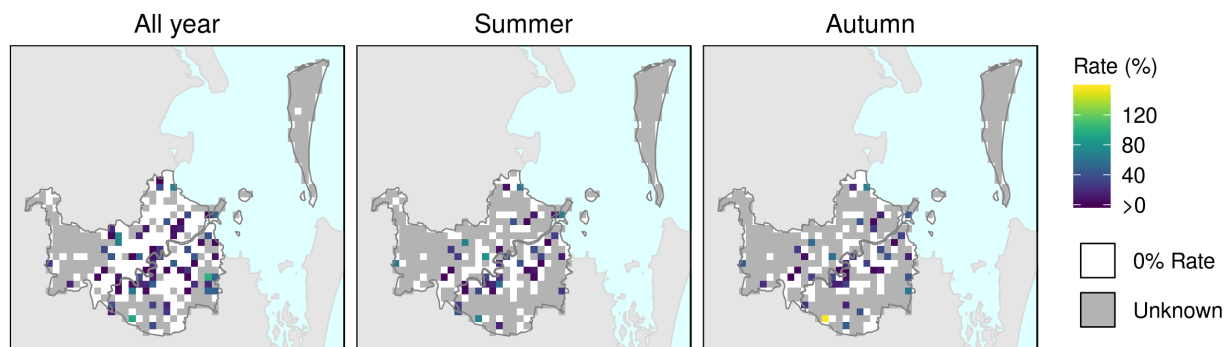 All year
Summer
Autumn
Rate (%)
120
80
40
>0
0% Rate
Unknown